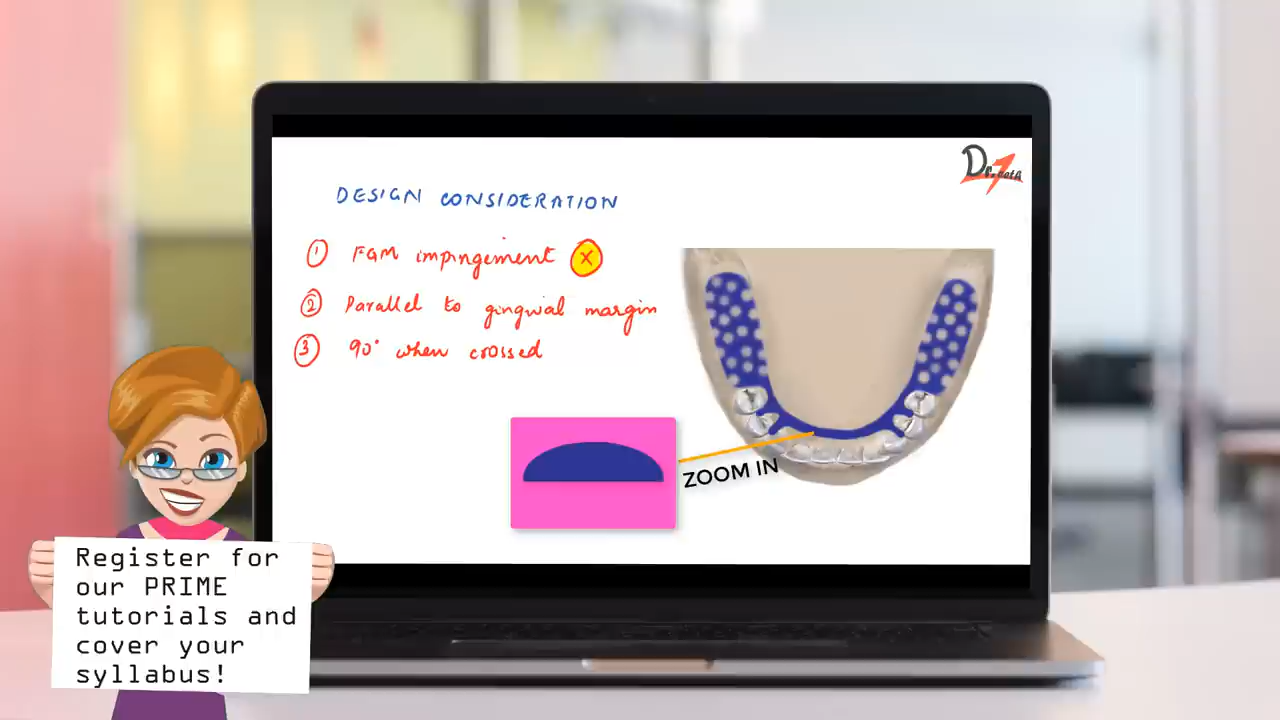 DESIGN CONSIDERATION
① FGM impingement X
② Parallel to gingival margin
③ 90° when crossed
ZOOM IN
Register for
our PRIME
tutorials and
cover your
syllabus!